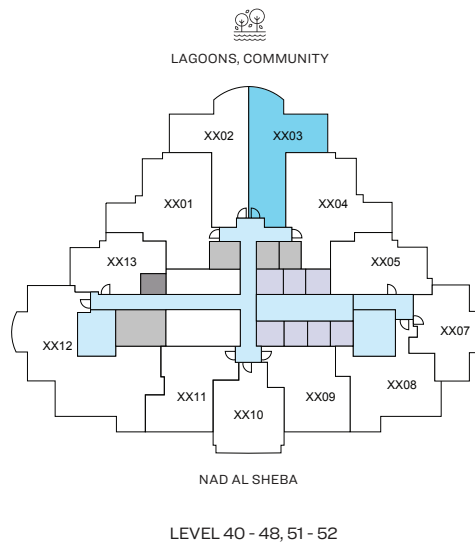 LAGOONS, COMMUNITY
XX02
XX03
XX01
XX04
XX13
XX05
XX12
XX07
XX11
XX10
XX09
XX08
NAD AL SHEBA
LEVEL 40 - 48, 51 - 52